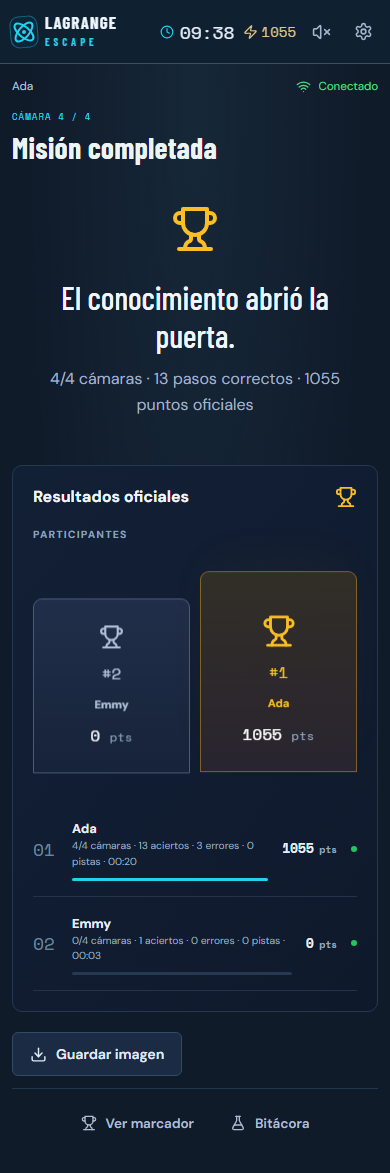 LAGRANGE
ESCAPE
09:38
1055
Ada
Conectado
CÁMARA 4 / 4
Misión completada
El conocimiento abrió la
puerta.
4/4 cámaras · 13 pasos correctos · 1055
puntos oficiales
Resultados oficiales
PARTICIPANTES
#2
Emmy
0 pts
#1
Ada
1055 pts
01
Ada
4/4 cámaras · 13 aciertos · 3 errores · 0
pistas · 00:20
1055 pts
02
Emmy
0/4 cámaras · 1 aciertos · 0 errores · 0 pistas ·
00:03
0 pts
Guardar imagen
Ver marcador
Bitácora